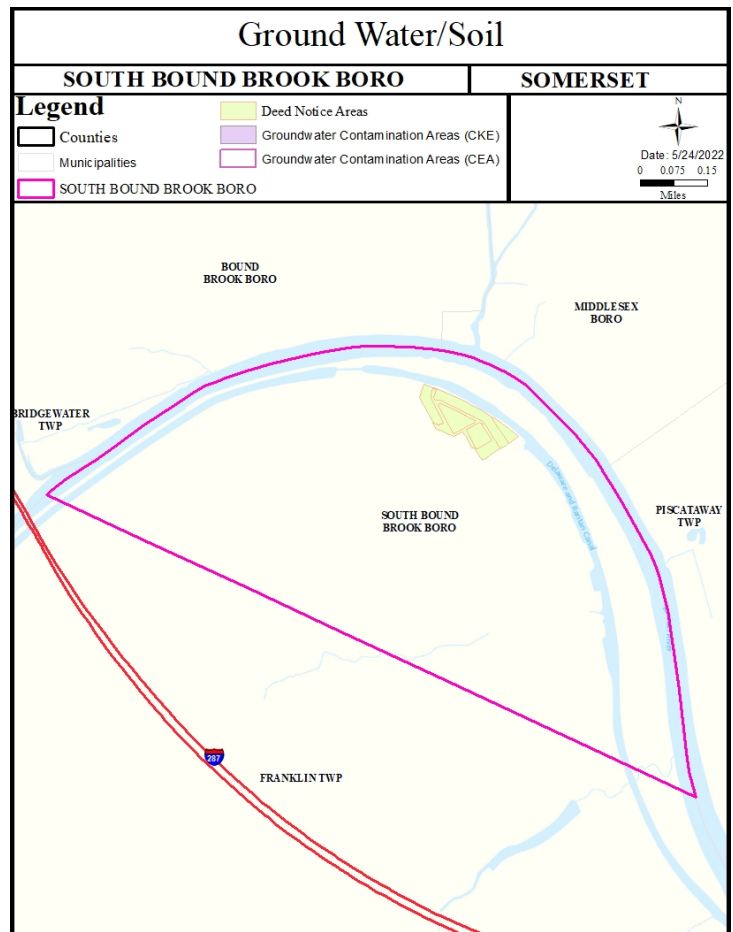 Ground Water/Soil
SOUTH BOUND BROOK BORO
SOMERSET
Legend
Counties
Municipalities
SOUTH BOUND BROOK BORO
Deed Notice Areas
Groundwater Contamination Areas (CKE)
Groundwater Contamination Areas (CEA)
N
Date: 5/24/2022
0 0.075 0.15
Miles
BOUND
BROOK BORO
MIDDLESEX
BORO
BRIDGEWATER
TWP
SOUTH BOUND
BROOK BORO
PISCATAWAY
TWP
Delaware and Raritan Canal
287
FRANKLIN TWP